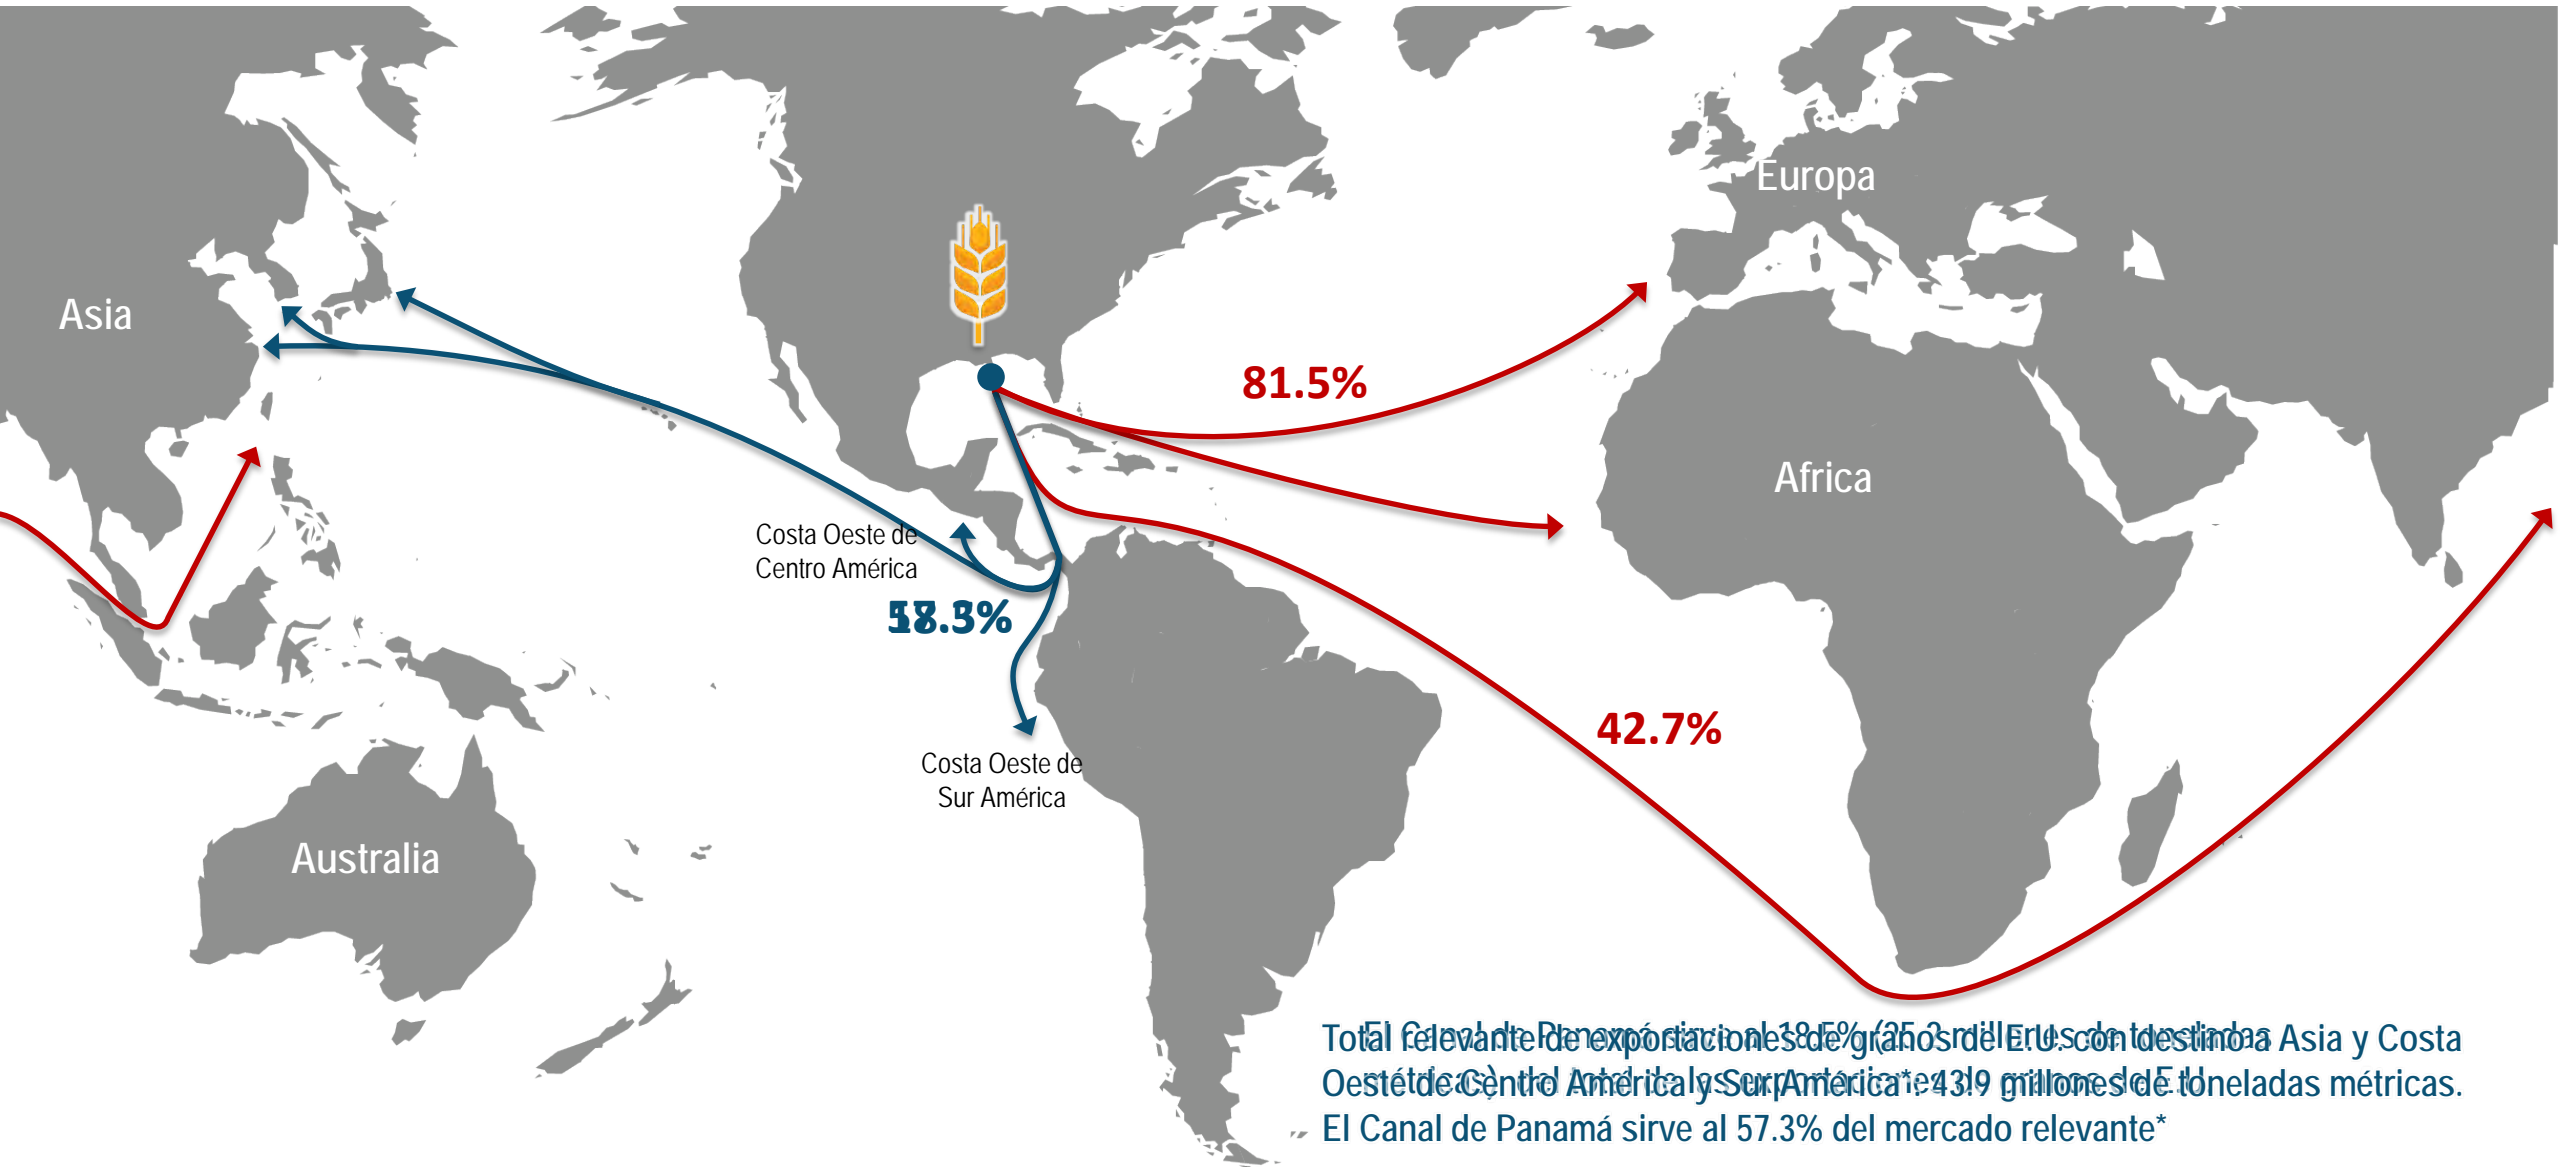 Europa
Asia
81.5%
Africa
Costa Oeste de
Centro América
42.7%
Costa Oeste de
Sur América
Australia
Total relevante de exportaciones de granos de E.U. con destino a Asia y Costa
Oeste de Centro América y Sur América*: 43.9 millones de toneladas métricas.
El Canal de Panamá sirve al 57.3% del mercado relevante*